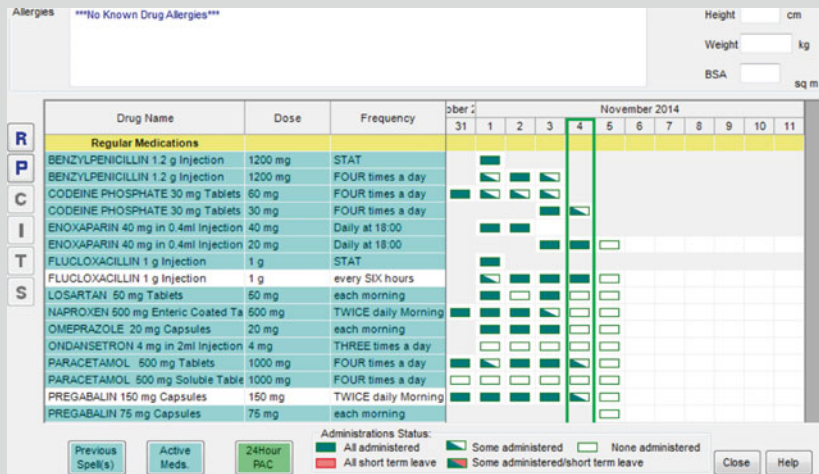 Allergies ***No Known Drug Allergies*** Height cm
Weight kg
BSA sq m
Drug Name Dose Frequency ober 2 November 2014
31 1 2 3 4 5 6 7 8 9 10 11
R
P
C
I
T
S
Regular Medications
BENZYLPENICILLIN 1.2 g Injection 1200 mg STAT
BENZYLPENICILLIN 1.2 g Injection 1200 mg FOUR times a day
CODEINE PHOSPHATE 30 mg Tablets 60 mg FOUR times a day
CODEINE PHOSPHATE 30 mg Tablets 30 mg FOUR times a day
ENOXAPARIN 40 mg in 0.4ml Injection 40 mg Daily at 18:00
ENOXAPARIN 40 mg in 0.4ml Injection 20 mg Daily at 18:00
FLUCLOXACILLIN 1 g Injection 1 g STAT
FLUCLOXACILLIN 1 g Injection 1 g every SIX hours
LOSARTAN 50 mg Tablets 50 mg each morning
NAPROXEN 500 mg Enteric Coated Ta 500 mg TWICE daily Morning
OMEPRAZOLE 20 mg Capsules 20 mg each morning
ONDANSETRON 4 mg in 2ml Injection 4 mg THREE times a day
PARACETAMOL 500 mg Tablets 1000 mg FOUR times a day
PARACETAMOL 500 mg Soluble Table 1000 mg FOUR times a day
PREGABALIN 150 mg Capsules 150 mg TWICE daily Morning
PREGABALIN 75 mg Capsules 75 mg each morning
Previous Spell(s)
Active Meds.
24Hour PAC
Administrations Status:
All administered Some administered None administered
All short term leave Some administered/short term leave
Close Help